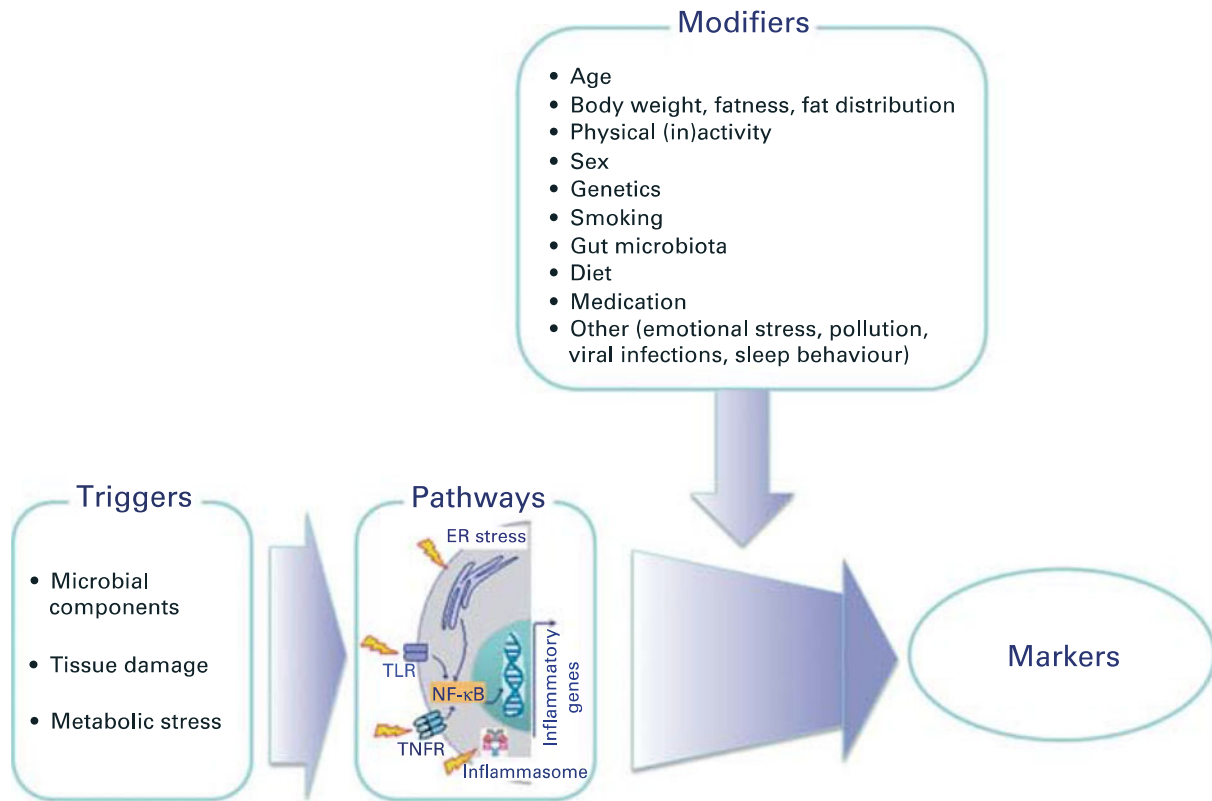 Modifiers
• Age
• Body weight, fatness, fat distribution
• Physical (in)activity
• Sex
• Genetics
• Smoking
• Gut microbiota
• Diet
• Medication
• Other (emotional stress, pollution,
viral infections, sleep behaviour)
Triggers
• Microbial
components
• Tissue damage
• Metabolic stress
Pathways
ER stress
TLR
NF-κB
TNFR
Inflammasome
Inflammatory
genes
Markers